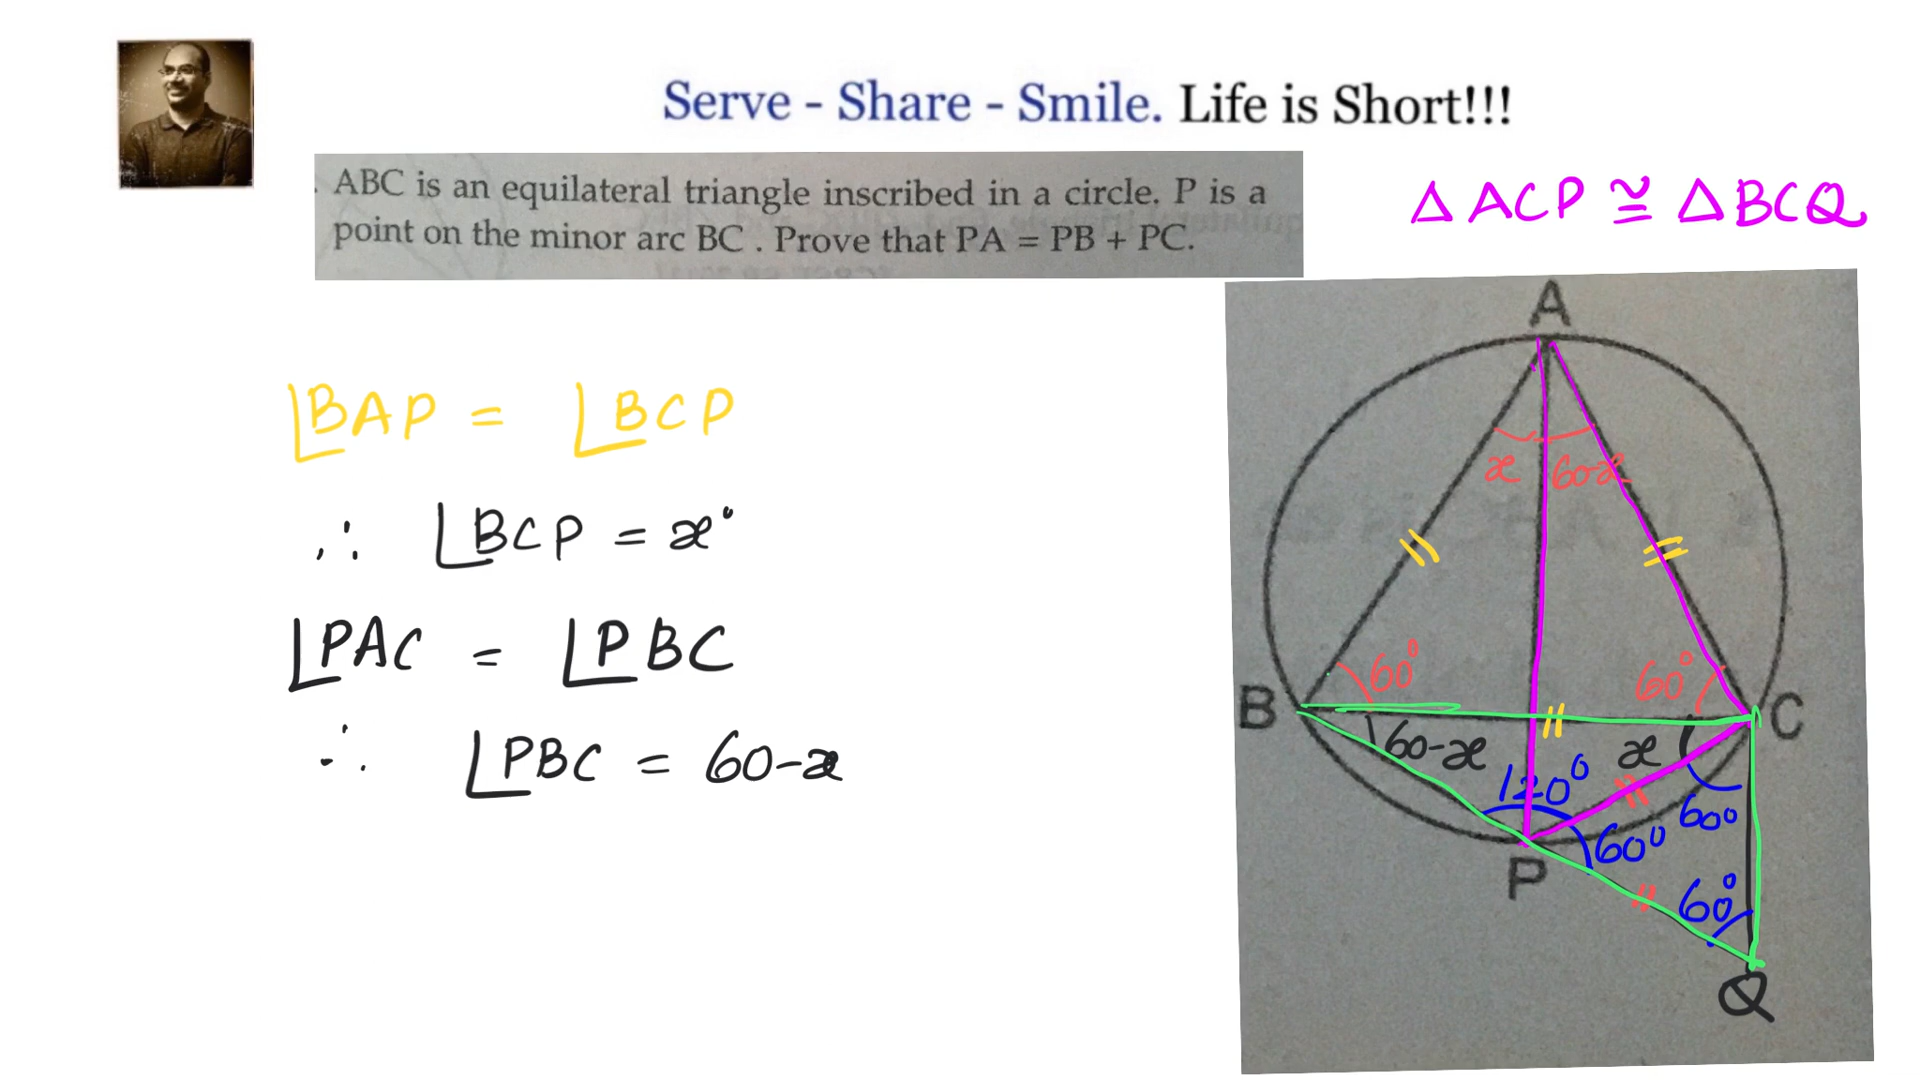 Serve - Share - Smile. Life is Short!!!
ABC is an equilateral triangle inscribed in a circle. P is a
point on the minor arc BC . Prove that PA = PB + PC.
△ ACP ≅ △ BCQ
∠BAP = ∠BCP
∴ ∠BCP = x°
∠PAC = ∠PBC
∴ ∠PBC = 60-x
A
x 60-x
60° 60°
B C
60-x x
120°
60° 60°
P
60°
Q